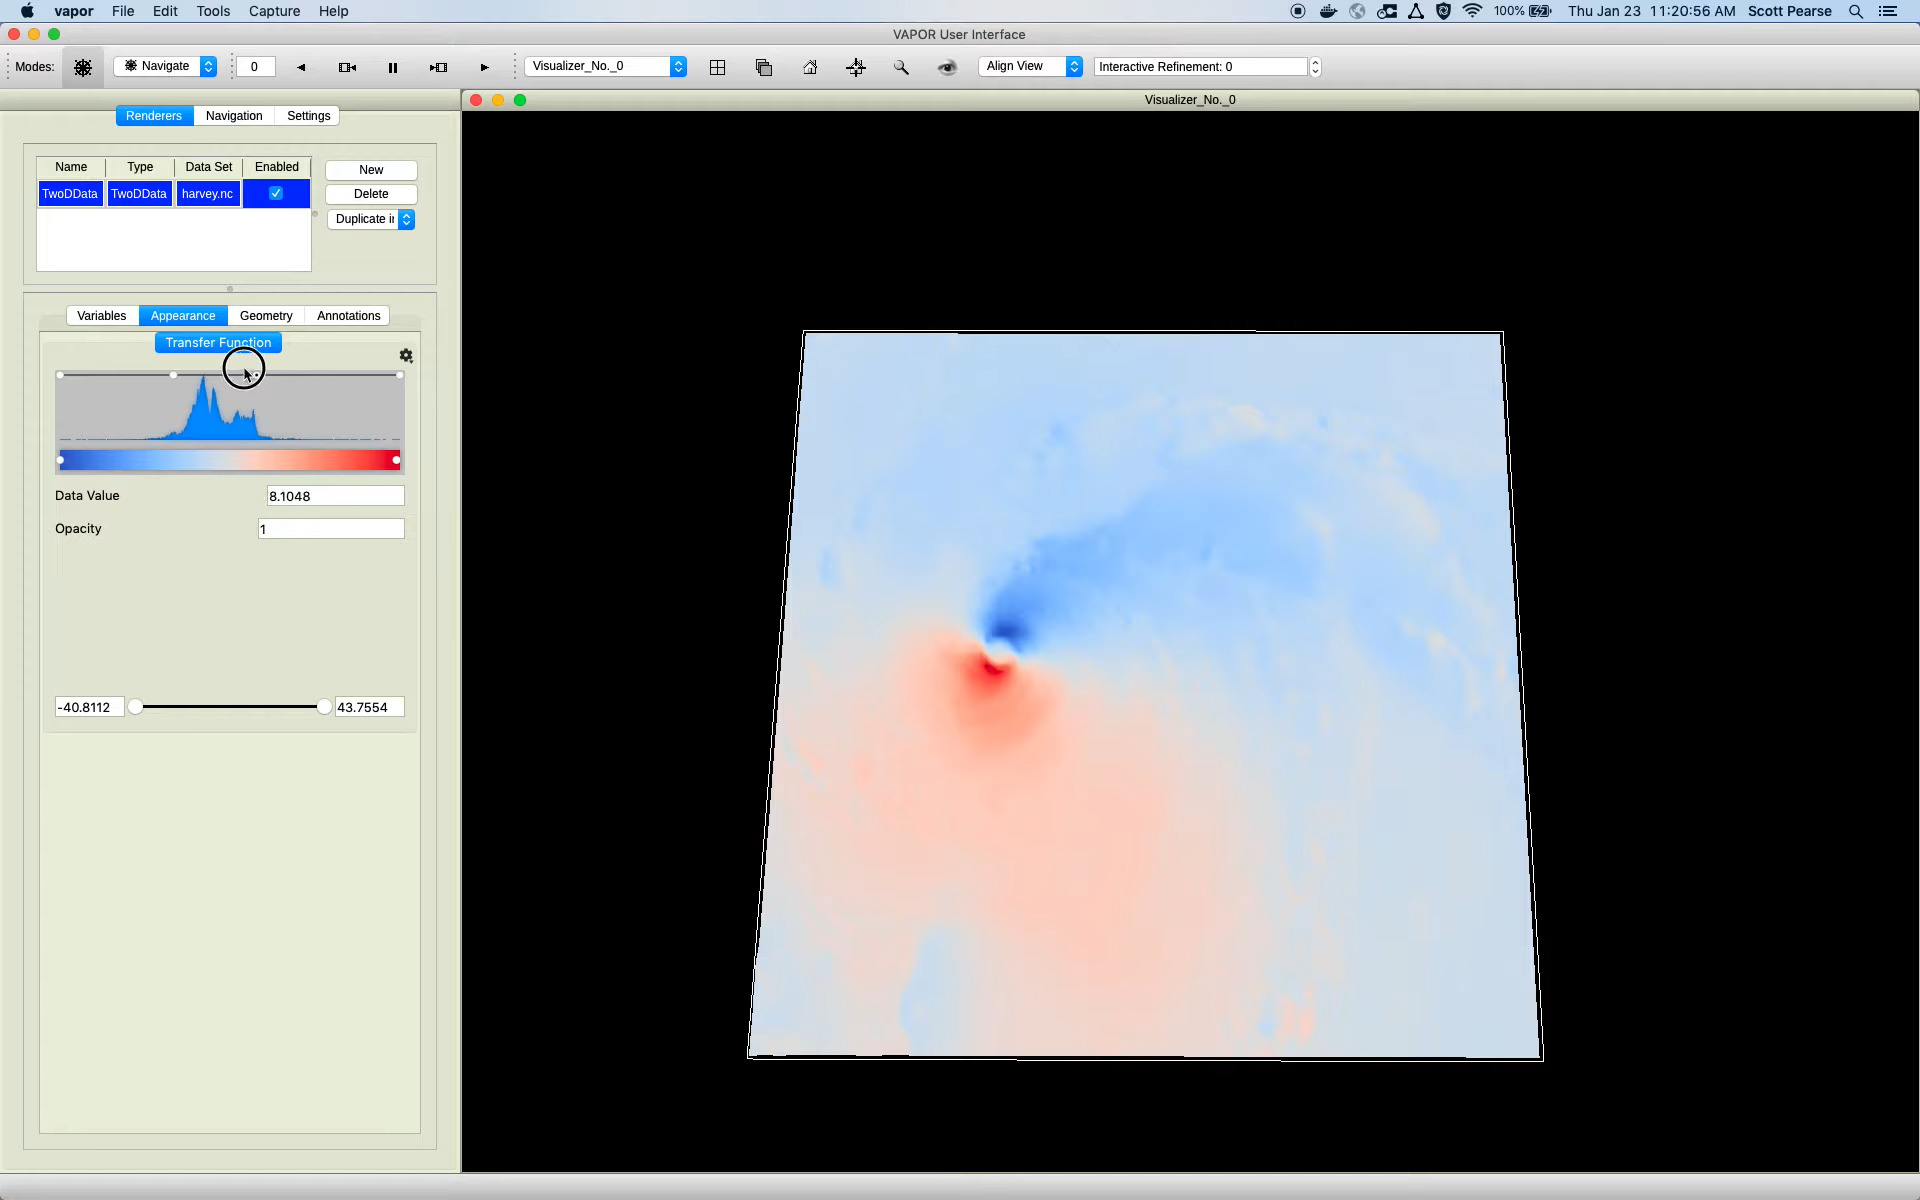 vapor File Edit Tools Capture Help 100% Thu Jan 23 11:20:56 AM Scott Pearse
VAPOR User Interface
Modes: Navigate 0 Visualizer_No._0 Align View Interactive Refinement: 0
Visualizer_No._0
Renderers Navigation Settings
Name Type Data Set Enabled
TwoDData TwoDData harvey.nc
New
Delete
Duplicate i
Variables Appearance Geometry Annotations
Transfer Function
Data Value 8.1048
Opacity 1
-40.8112 43.7554